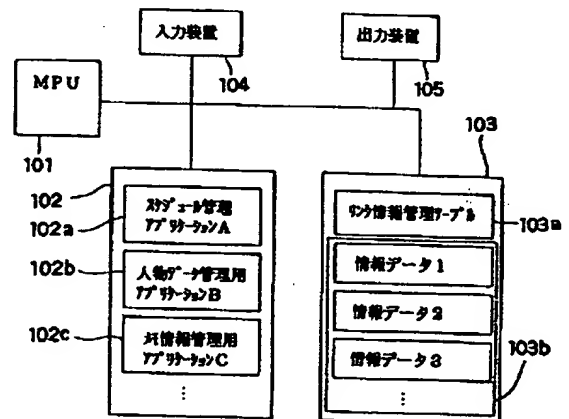 入力装置
104
出力装置
105
MPU
101
102
スケジュール管理
アプリケーションA
102a
人物データ管理用
アプリケーションB
102b
メモ情報管理用
アプリケーションC
102c
⋮
103
リンク情報管理テーブル
103a
情報データ1
情報データ2
情報データ3
103b
⋮